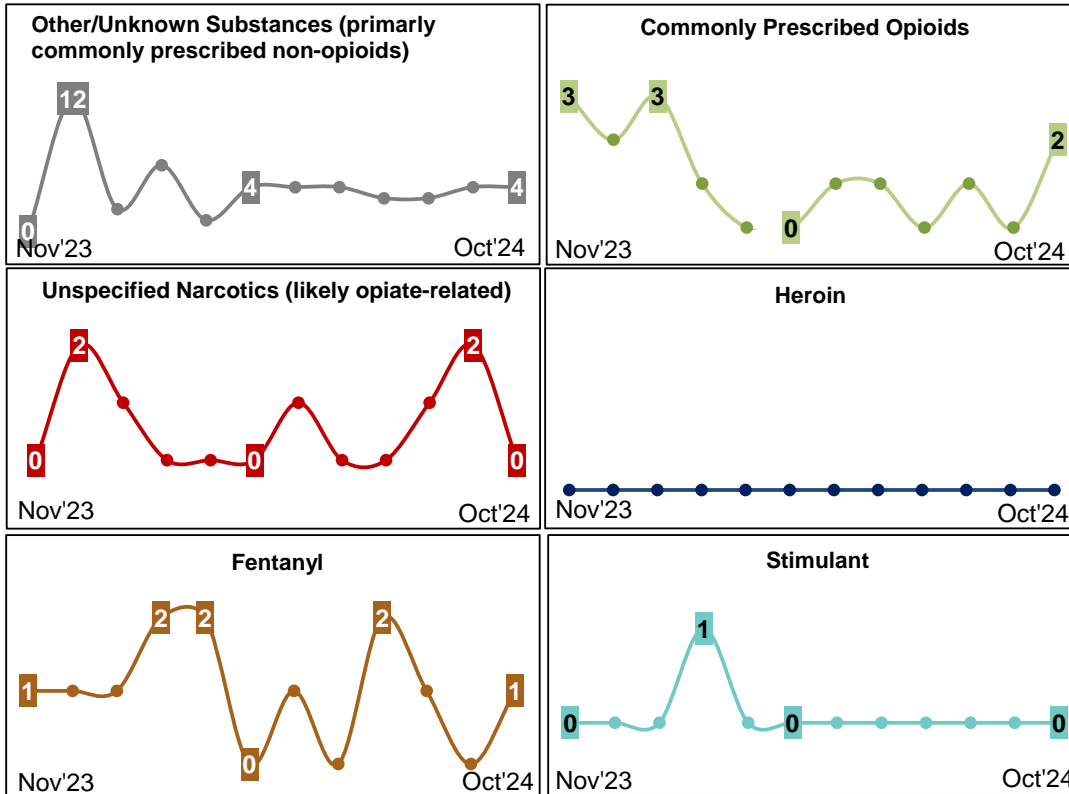 Other/Unknown Substances (primarly
commonly prescribed non-opioids)
12
4
4
0
Nov'23
Oct'24
Commonly Prescribed Opioids
3
3
2
0
Nov'23
Oct'24
Unspecified Narcotics (likely opiate-related)
2
2
0
0
0
Nov'23
Oct'24
Heroin
Nov'23
Oct'24
Fentanyl
2
2
2
1
1
0
Nov'23
Oct'24
Stimulant
1
0
0
0
Nov'23
Oct'24